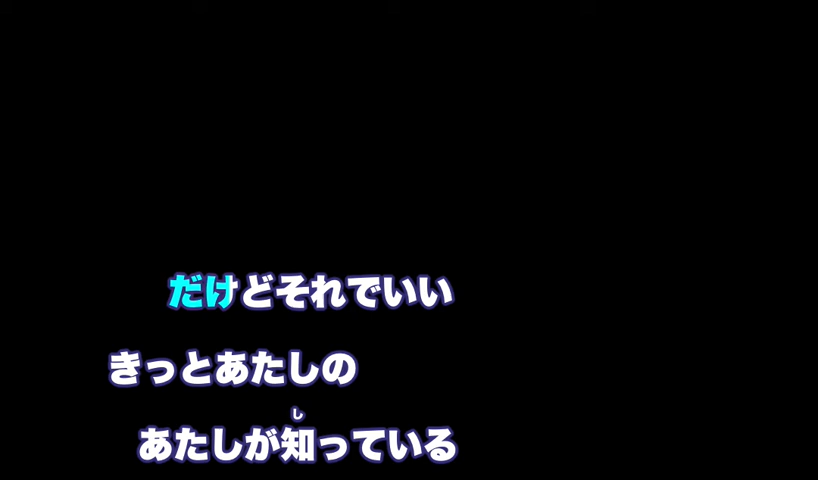 だけどそれでいい
きっとあたしの
し
あたしが知っている